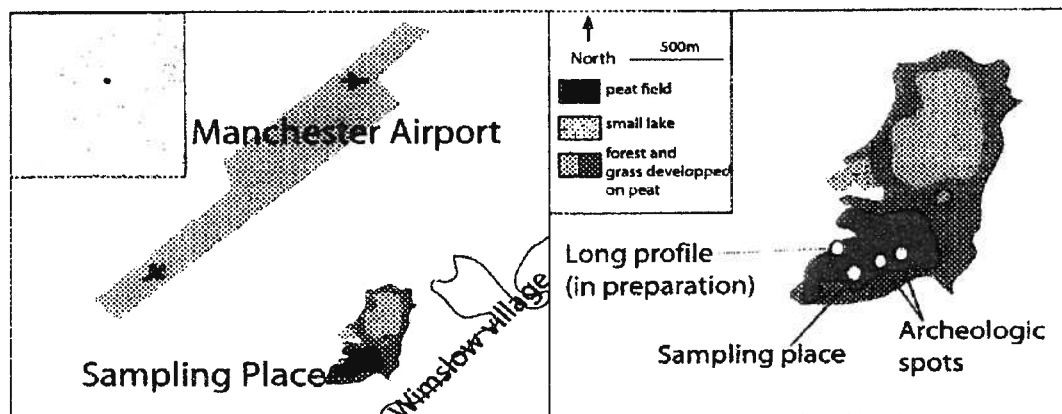 Manchester Airport
Sampling Place
Wimslow village
North
500m
peat field
small lake
forest and
grass developped
on peat
Long profile
(in preparation)
Sampling place
Archeologic
spots